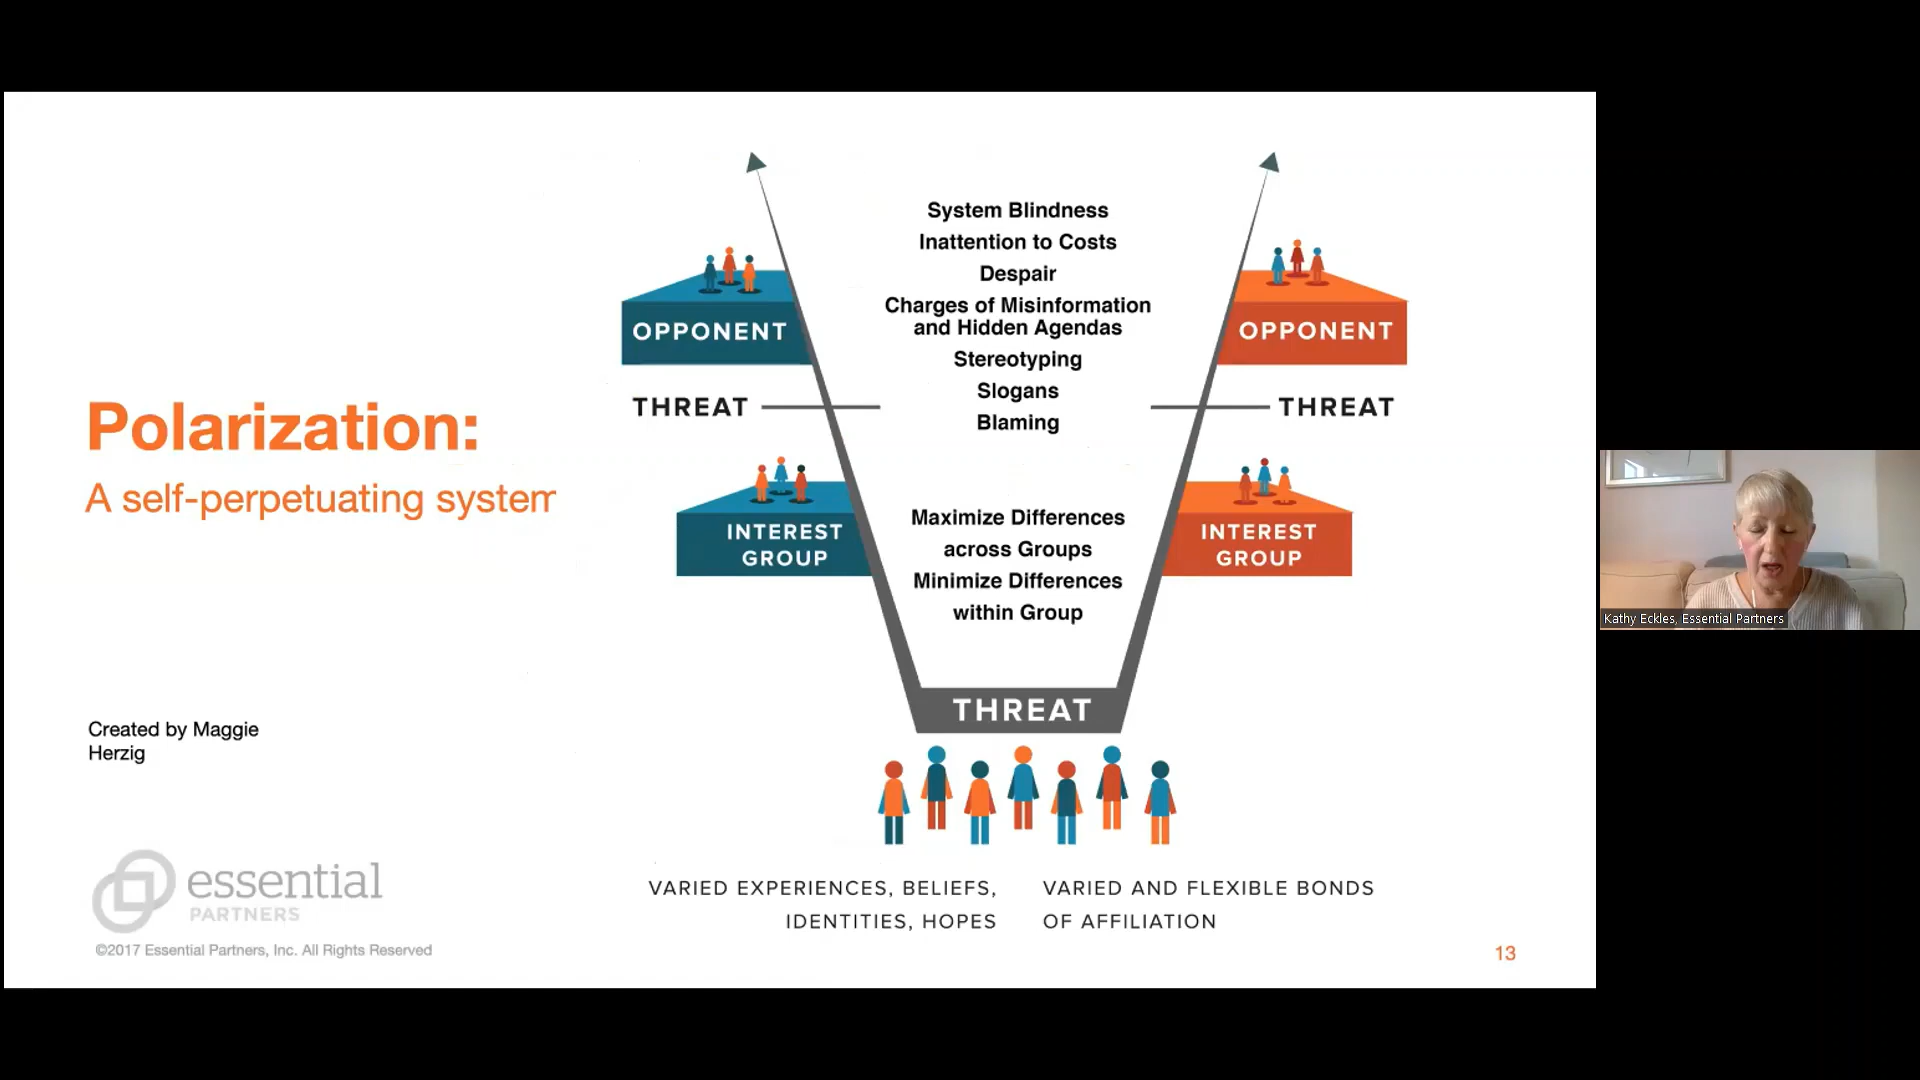 System Blindness
Inattention to Costs
Despair
Charges of Misinformation
and Hidden Agendas
Stereotyping
Slogans
Blaming
OPPONENT
OPPONENT
THREAT
THREAT
Polarization:
A self-perpetuating system
INTEREST
GROUP
Maximize Differences
across Groups
Minimize Differences
within Group
INTEREST
GROUP
THREAT
Created by Maggie
Herzig
VARIED EXPERIENCES, BELIEFS,
IDENTITIES, HOPES
VARIED AND FLEXIBLE BONDS
OF AFFILIATION
essential
PARTNERS
©2017 Essential Partners, Inc. All Rights Reserved
13
Kathy Eckles, Essential Partners